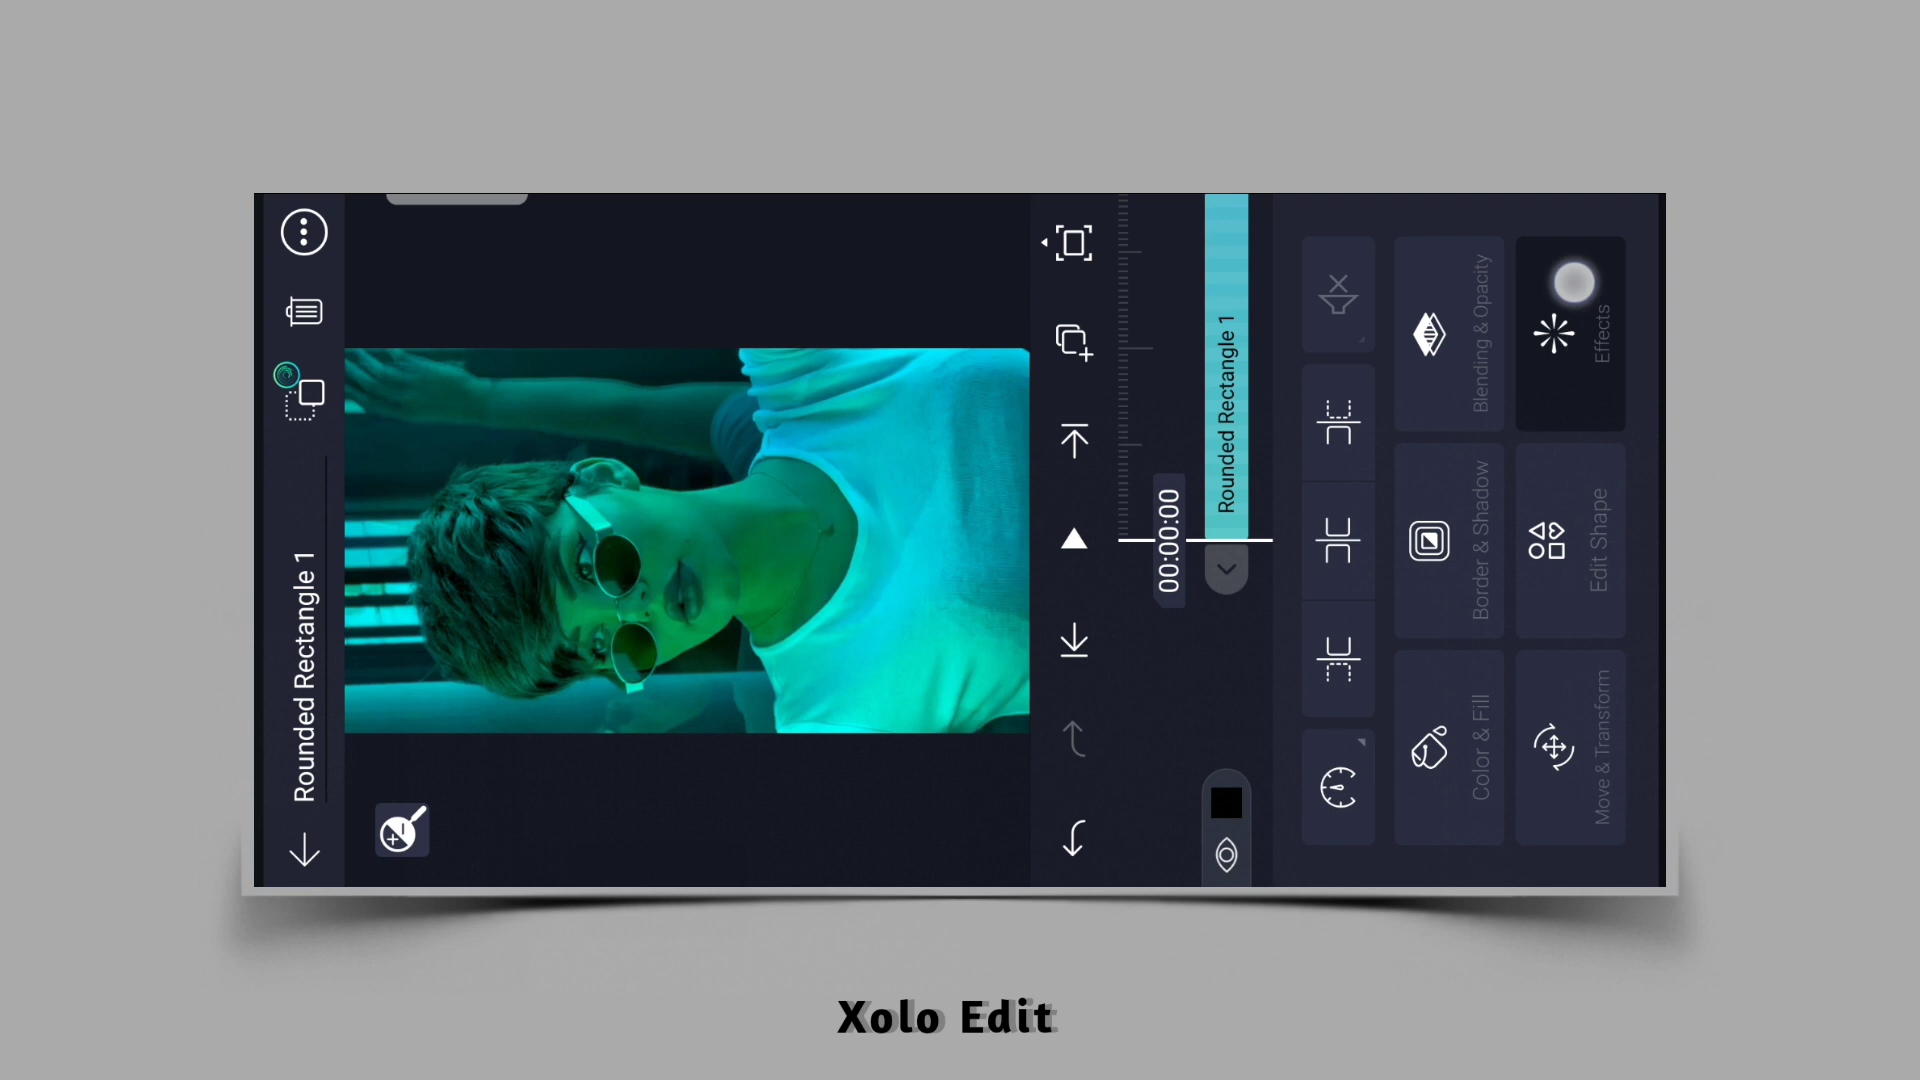 Rounded Rectangle 1
00:00:00
Rounded Rectangle 1
Color & Fill
Border & Shadow
Blending & Opacity
Move & Transform
Edit Shape
Effects
Xolo Edit